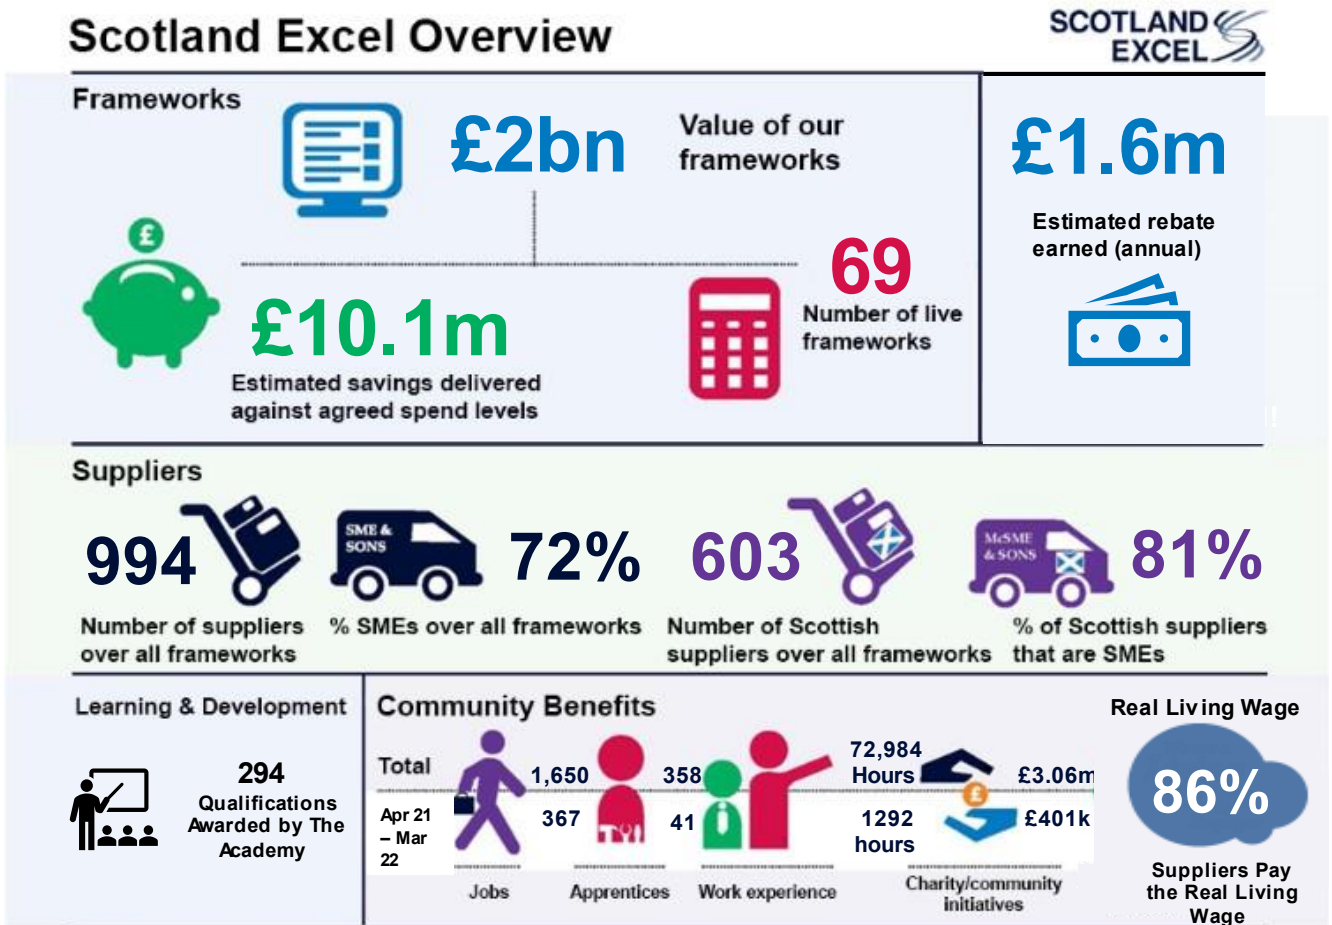 Scotland Excel Overview
SCOTLAND
EXCEL
Frameworks
£2bn
Value of our
frameworks
£1.6m
Estimated rebate
earned (annual)
£
£10.1m
Estimated savings delivered
against agreed spend levels
69
Number of live
frameworks
Suppliers
994
Number of suppliers
over all frameworks
SME &
SONS
72%
% SMEs over all frameworks
603
Number of Scottish
suppliers over all frameworks
McSME
& SONS
81%
% of Scottish suppliers
that are SMEs
Learning & Development
294
Qualifications
Awarded by The
Academy
Community Benefits
Total
1,650
358
72,984
Hours
£3.06m
Apr 21
– Mar
22
367
41
1292
hours
£401k
Jobs
Apprentices
Work experience
Charity/community
initiatives
Real Living Wage
86%
Suppliers Pay
the Real Living
Wage